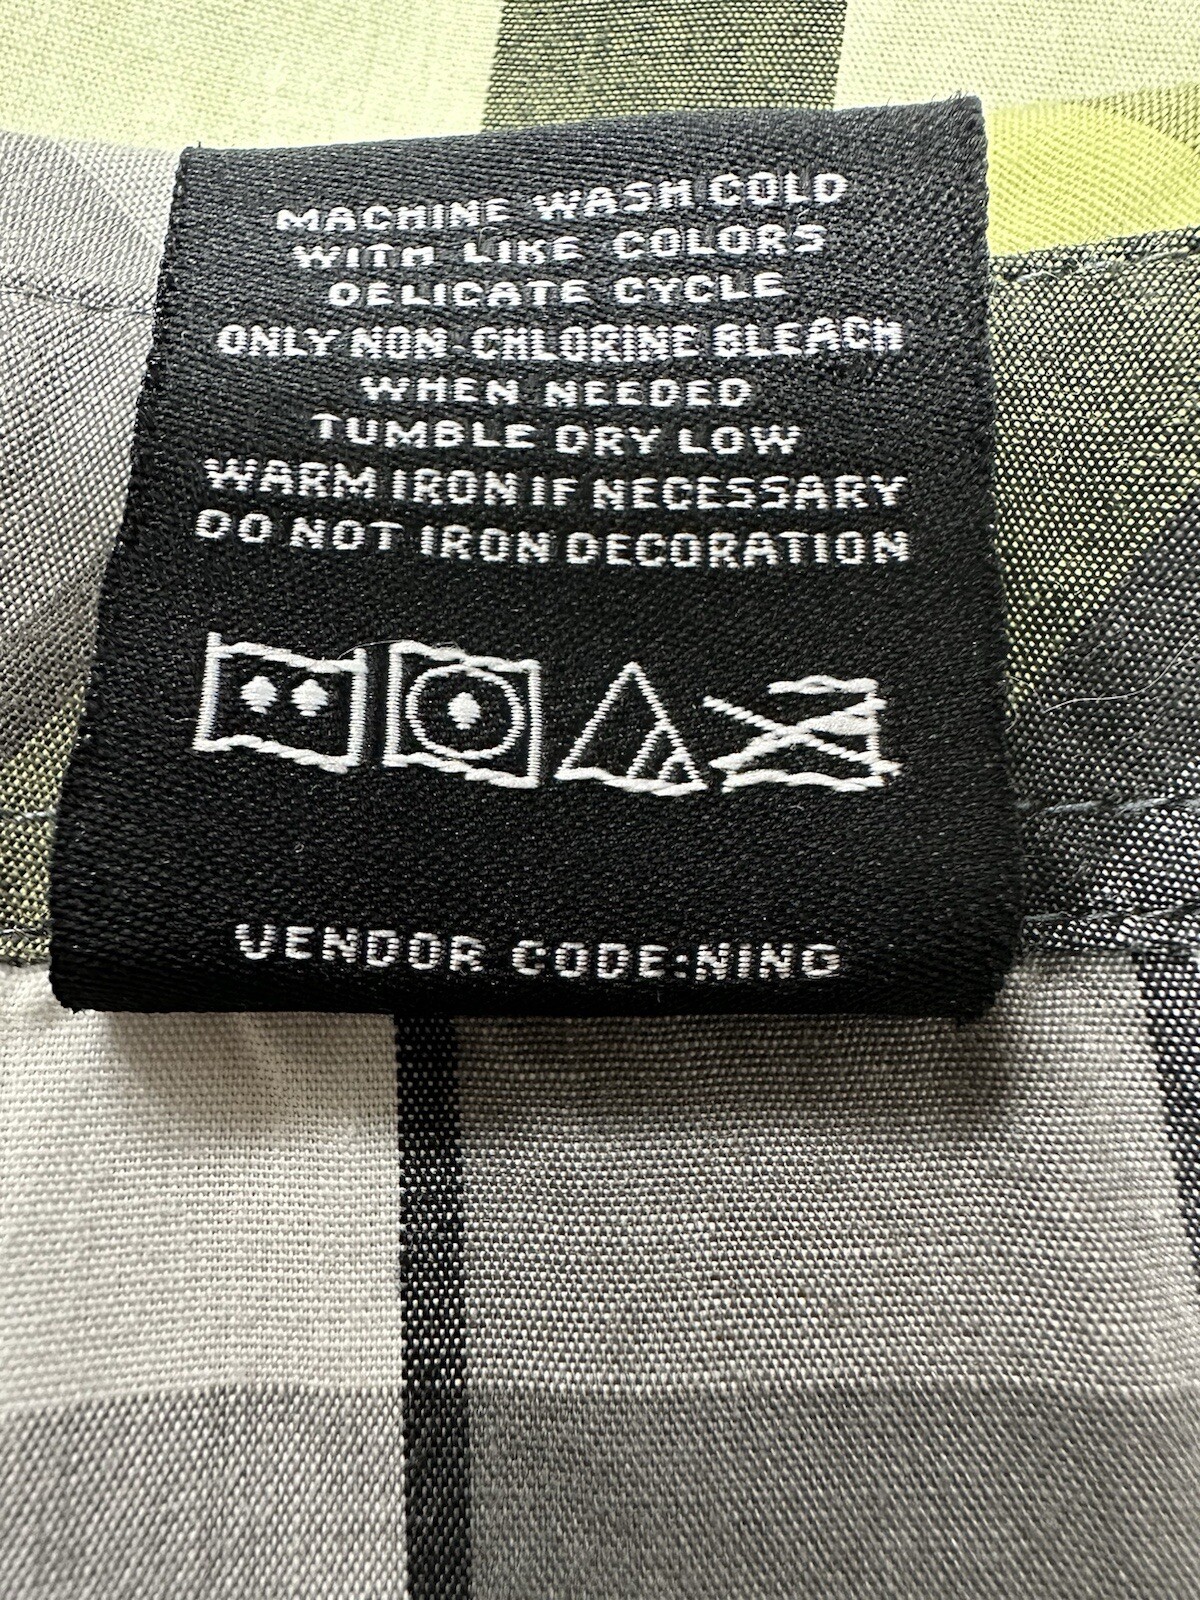 MACHINE WASH COLD
WITH LIKE COLORS
DELICATE CYCLE
ONLY NON-CHLORINE BLEACH
WHEN NEEDED
TUMBLE DRY LOW
WARM IRON IF NECESSARY
DO NOT IRON DECORATION
VENDOR CODE:NING